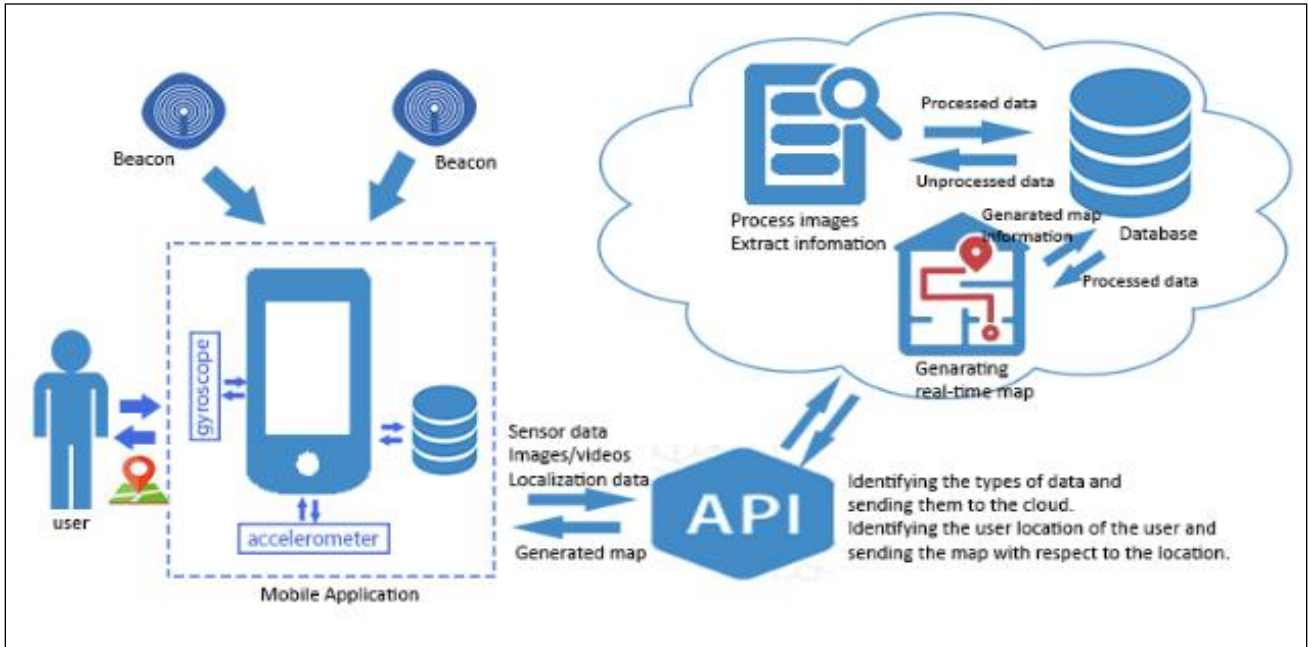 Beacon
Beacon
Processed data
Unprocessed data
Process images
Extract infomation
Genarated map
information
Database
Processed data
Genarating
real-time map
gyroscope
accelerometer
user
Mobile Application
Sensor data
Images/videos
Localization data
Generated map
API
Identifying the types of data and
sending them to the cloud.
Identifying the user location of the user and
sending the map with respect to the location.